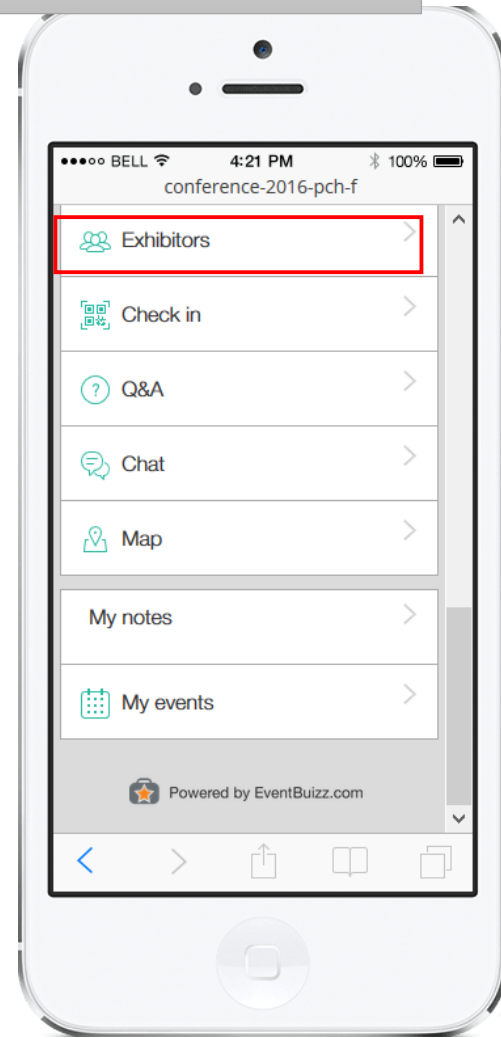 ●●●○○ BELL 4:21 PM 100%
conference-2016-pch-f
Exhibitors
Check in
? Q&A
Chat
Map
My notes
My events
Powered by EventBuizz.com